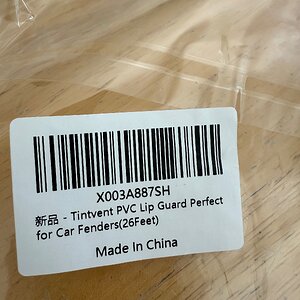 X003A887SH
新品 - Tintvent PVC Lip Guard Perfect
for Car Fenders(26Feet)
Made In China